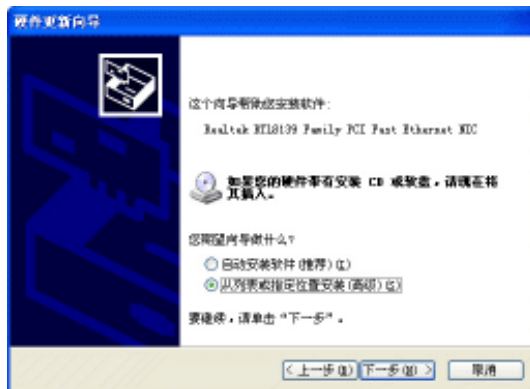 硬件更新向导
这个向导帮助您安装软件:
Realtek RTL8139 Family PCI Fast Ethernet NIC
如果您的硬件带有安装 CD 或软盘,请现在将
其插入。
您期望向导做什么?
自动安装软件(推荐)(I)
从列表或指定位置安装(高级)(S)
要继续,请单击“下一步”。
<上一步(B)
下一步(N) >
取消